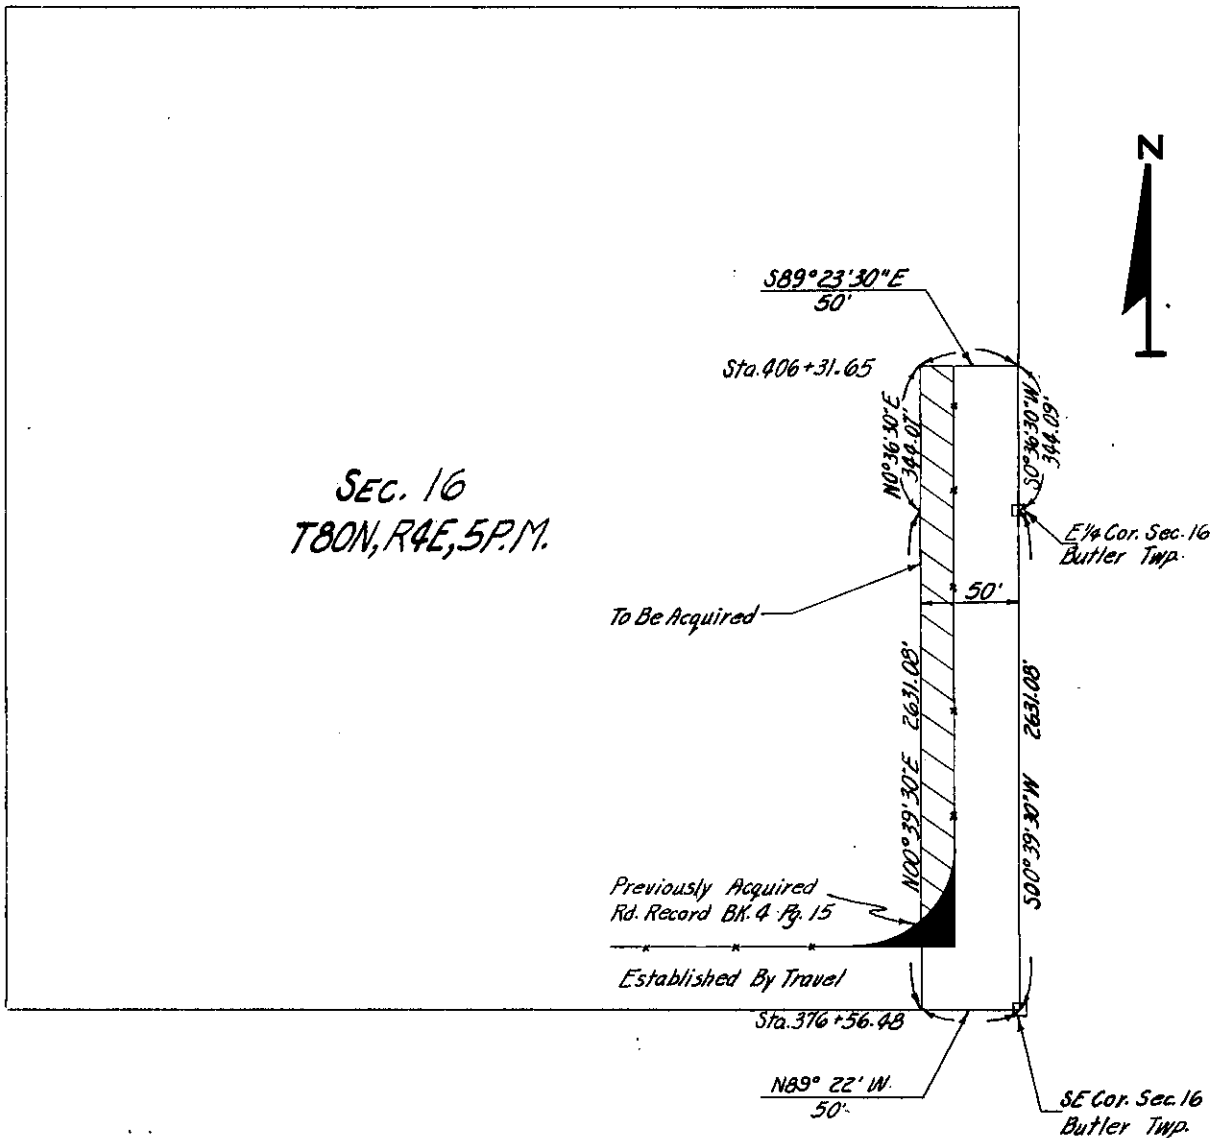 N
S89°23'30"E
50'
Sta.406+31.65
N0°36'30"E
344.07'
S0°36'30"W
344.09'
SEC. 16
T80N, R4E, 5P.M.
E¼ Cor. Sec. 16
Butler Twp.
50'
To Be Acquired
N00°39'30"E 2631.08'
S00°39'30"W 2631.08'
Previously Acquired
Rd. Record BK. 4 Pg. 15
Established By Travel
Sta.376+56.48
N89° 22' W.
50'
SE Cor. Sec. 16
Butler Twp.